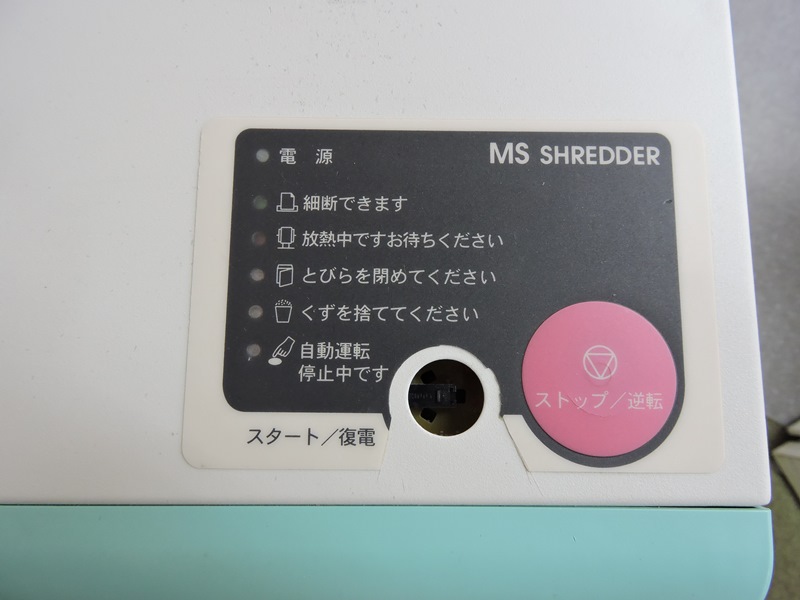 電 源
MS SHREDDER
細断できます
放熱中ですお待ちください
とびらを閉めてください
くずを捨ててください
自動運転
停止中です
ストップ／逆転
スタート／復電